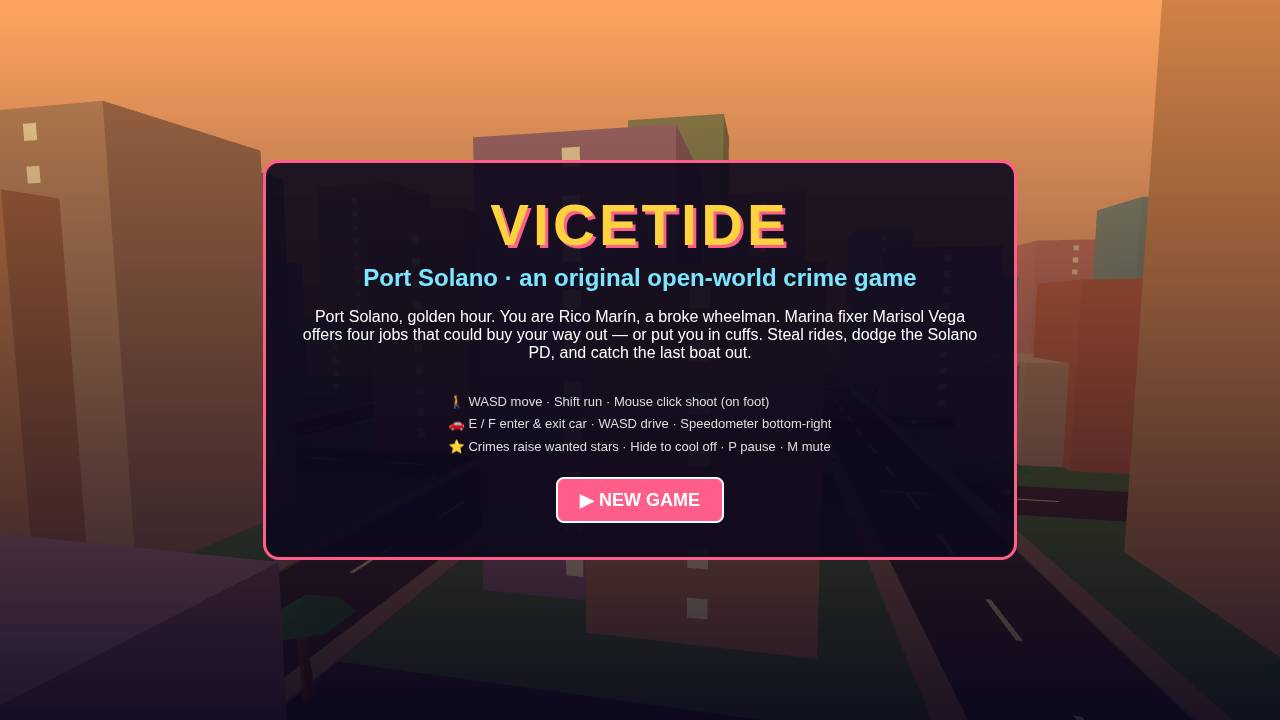 VICETIDE
Port Solano · an original open-world crime game
Port Solano, golden hour. You are Rico Marín, a broke wheelman. Marina fixer Marisol Vega
offers four jobs that could buy your way out — or put you in cuffs. Steal rides, dodge the Solano
PD, and catch the last boat out.
🚶 WASD move · Shift run · Mouse click shoot (on foot)
🚗 E / F enter & exit car · WASD drive · Speedometer bottom-right
⭐ Crimes raise wanted stars · Hide to cool off · P pause · M mute
▶ NEW GAME